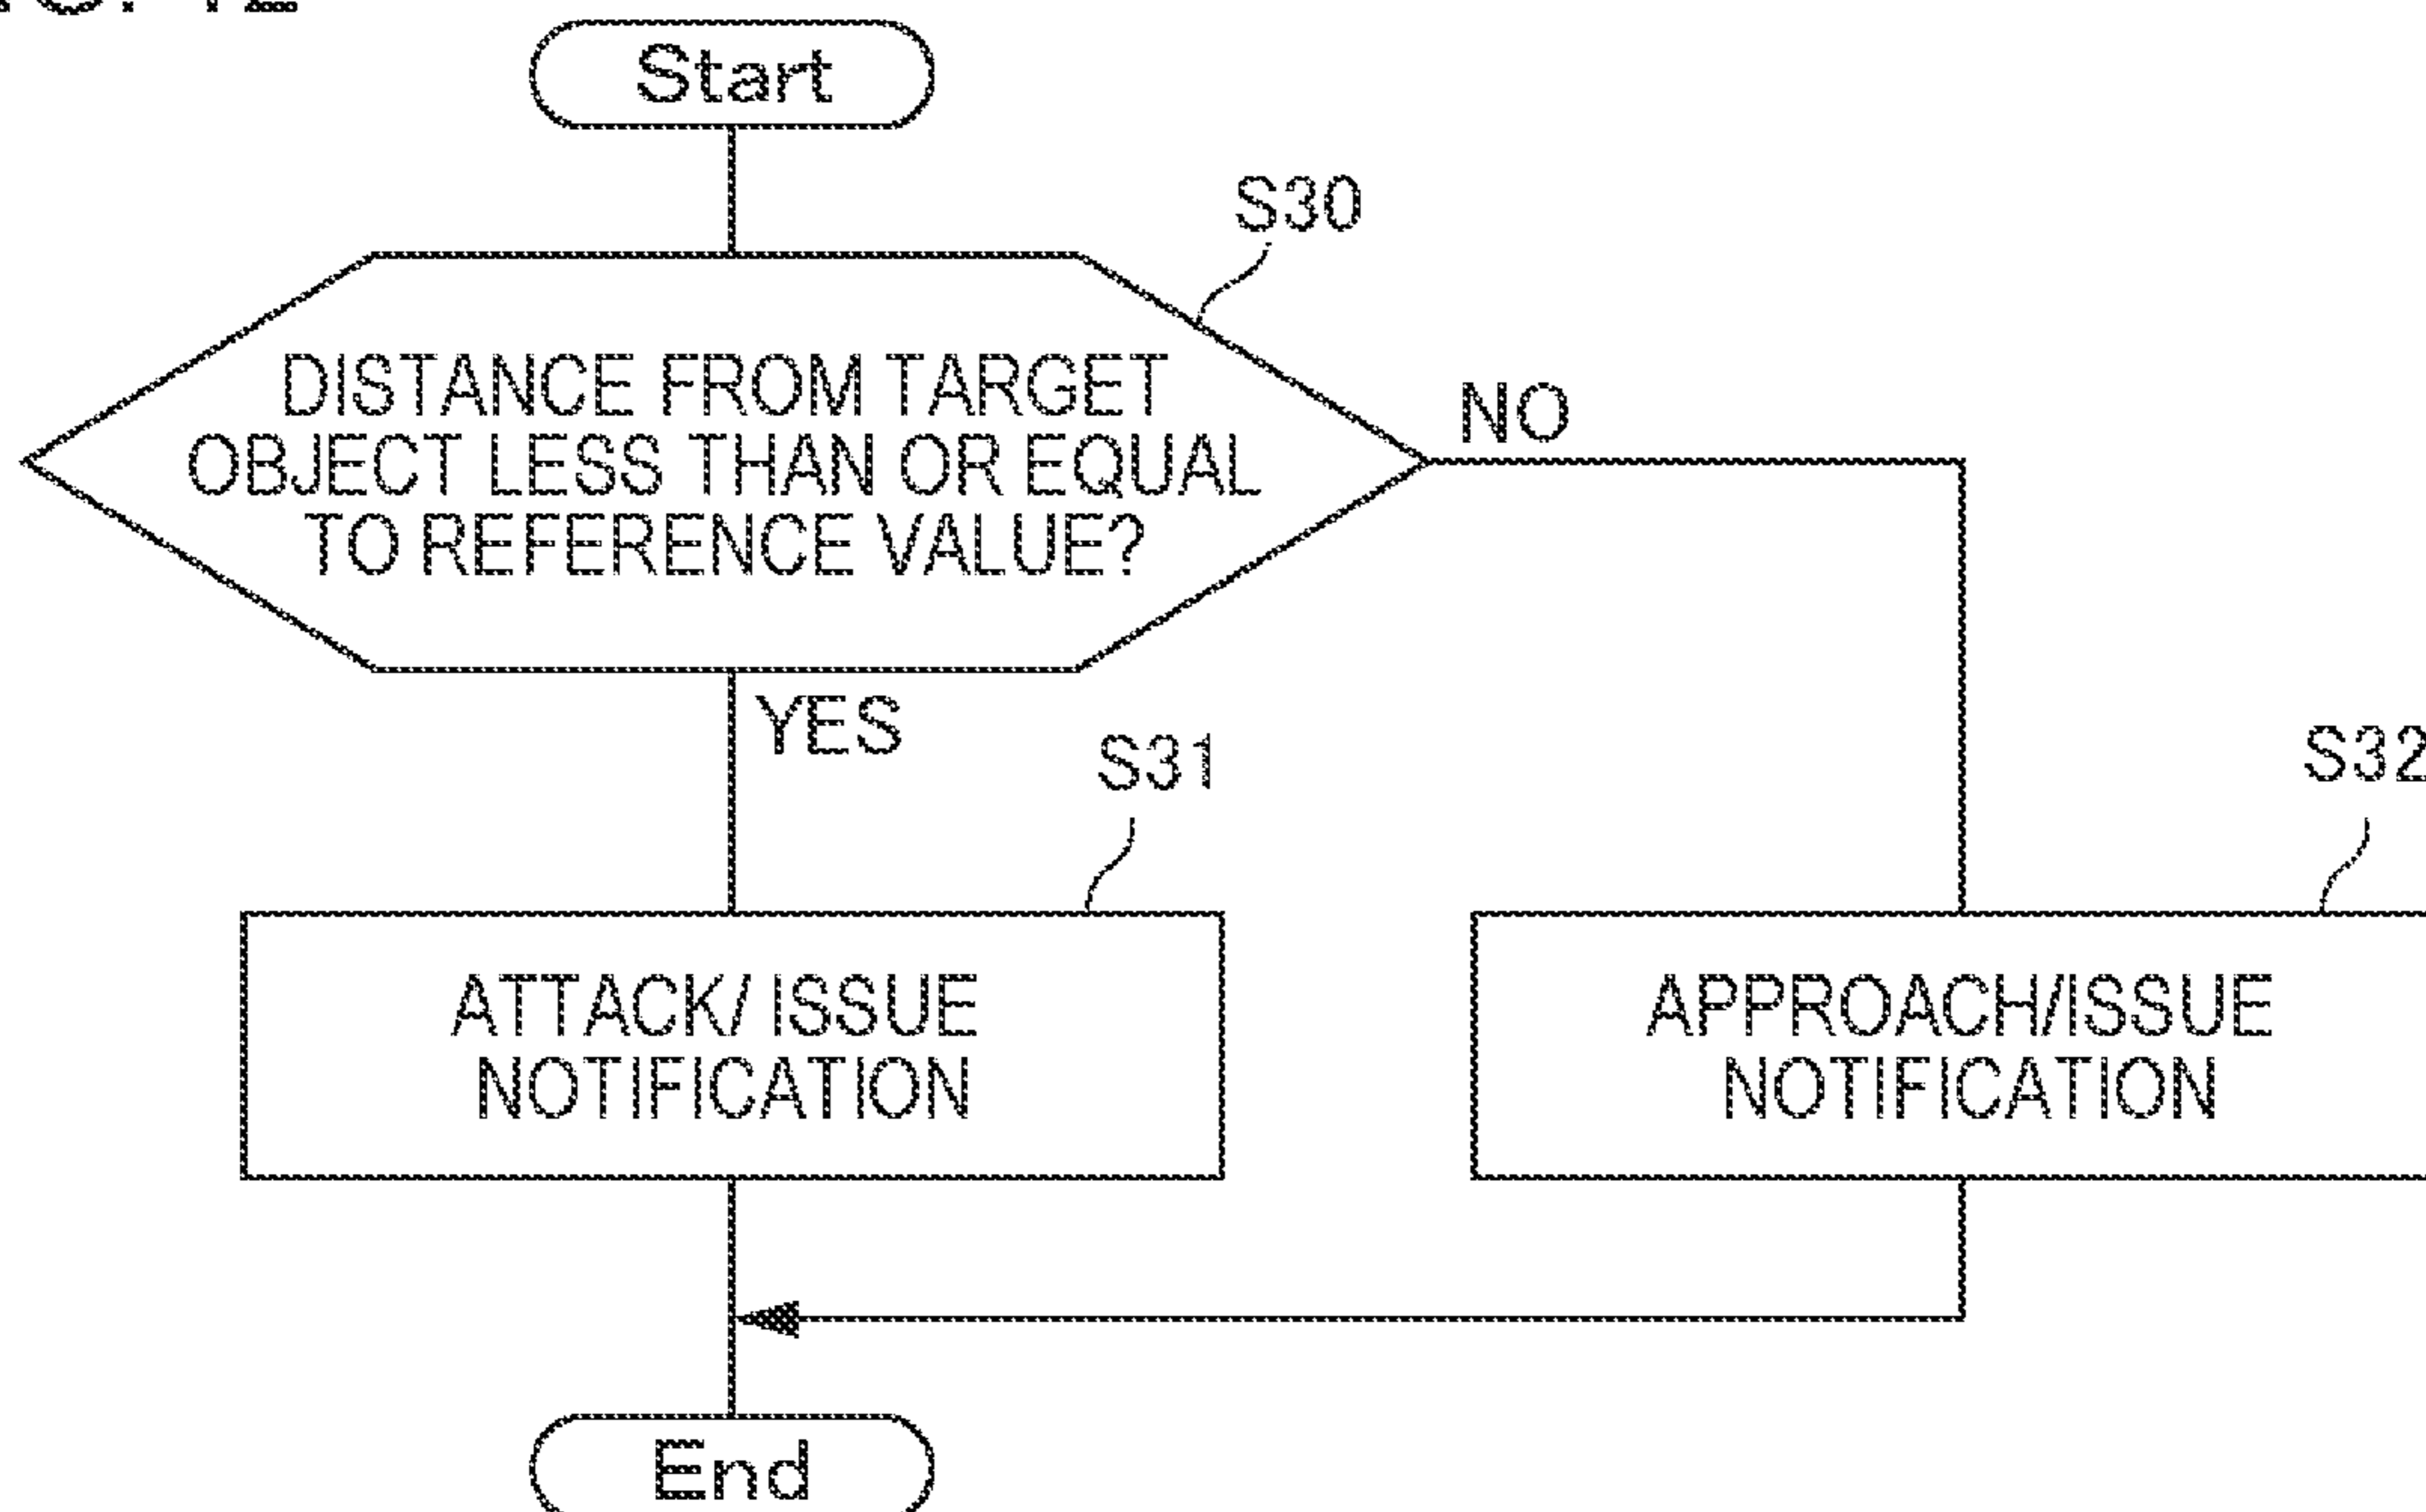 Start
S30
DISTANCE FROM TARGET
OBJECT LESS THAN OR EQUAL
TO REFERENCE VALUE?
NO
YES
S31
S32
ATTACK/ ISSUE
NOTIFICATION
APPROACH/ISSUE
NOTIFICATION
End